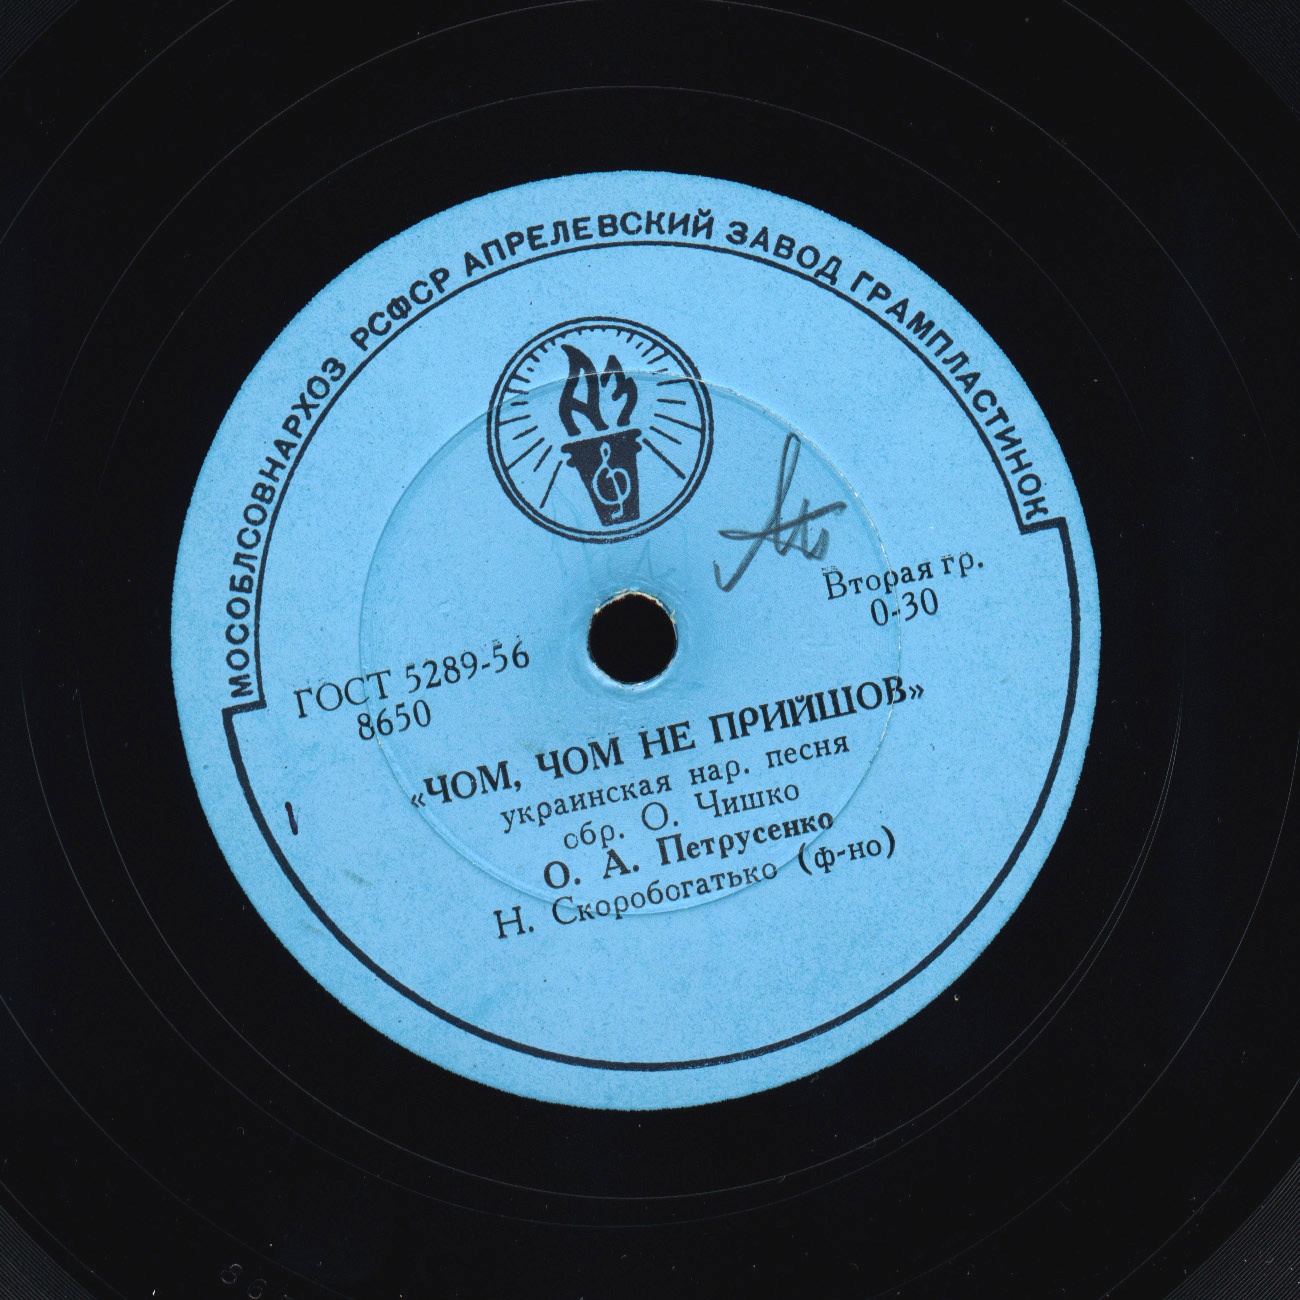 МОСОБЛСОВНАРХОЗ РСФСР АПРЕЛЕВСКИЙ ЗАВОД ГРАМПЛАСТИНОК
АЗ
Вторая гр.
0-30
ГОСТ 5289-56
8650
«ЧОМ, ЧОМ НЕ ПРИЙШОВ»
украинская нар. песня
обр. О. Чишко
О. А. Петрусенко
Н. Скоробогатько (ф-но)